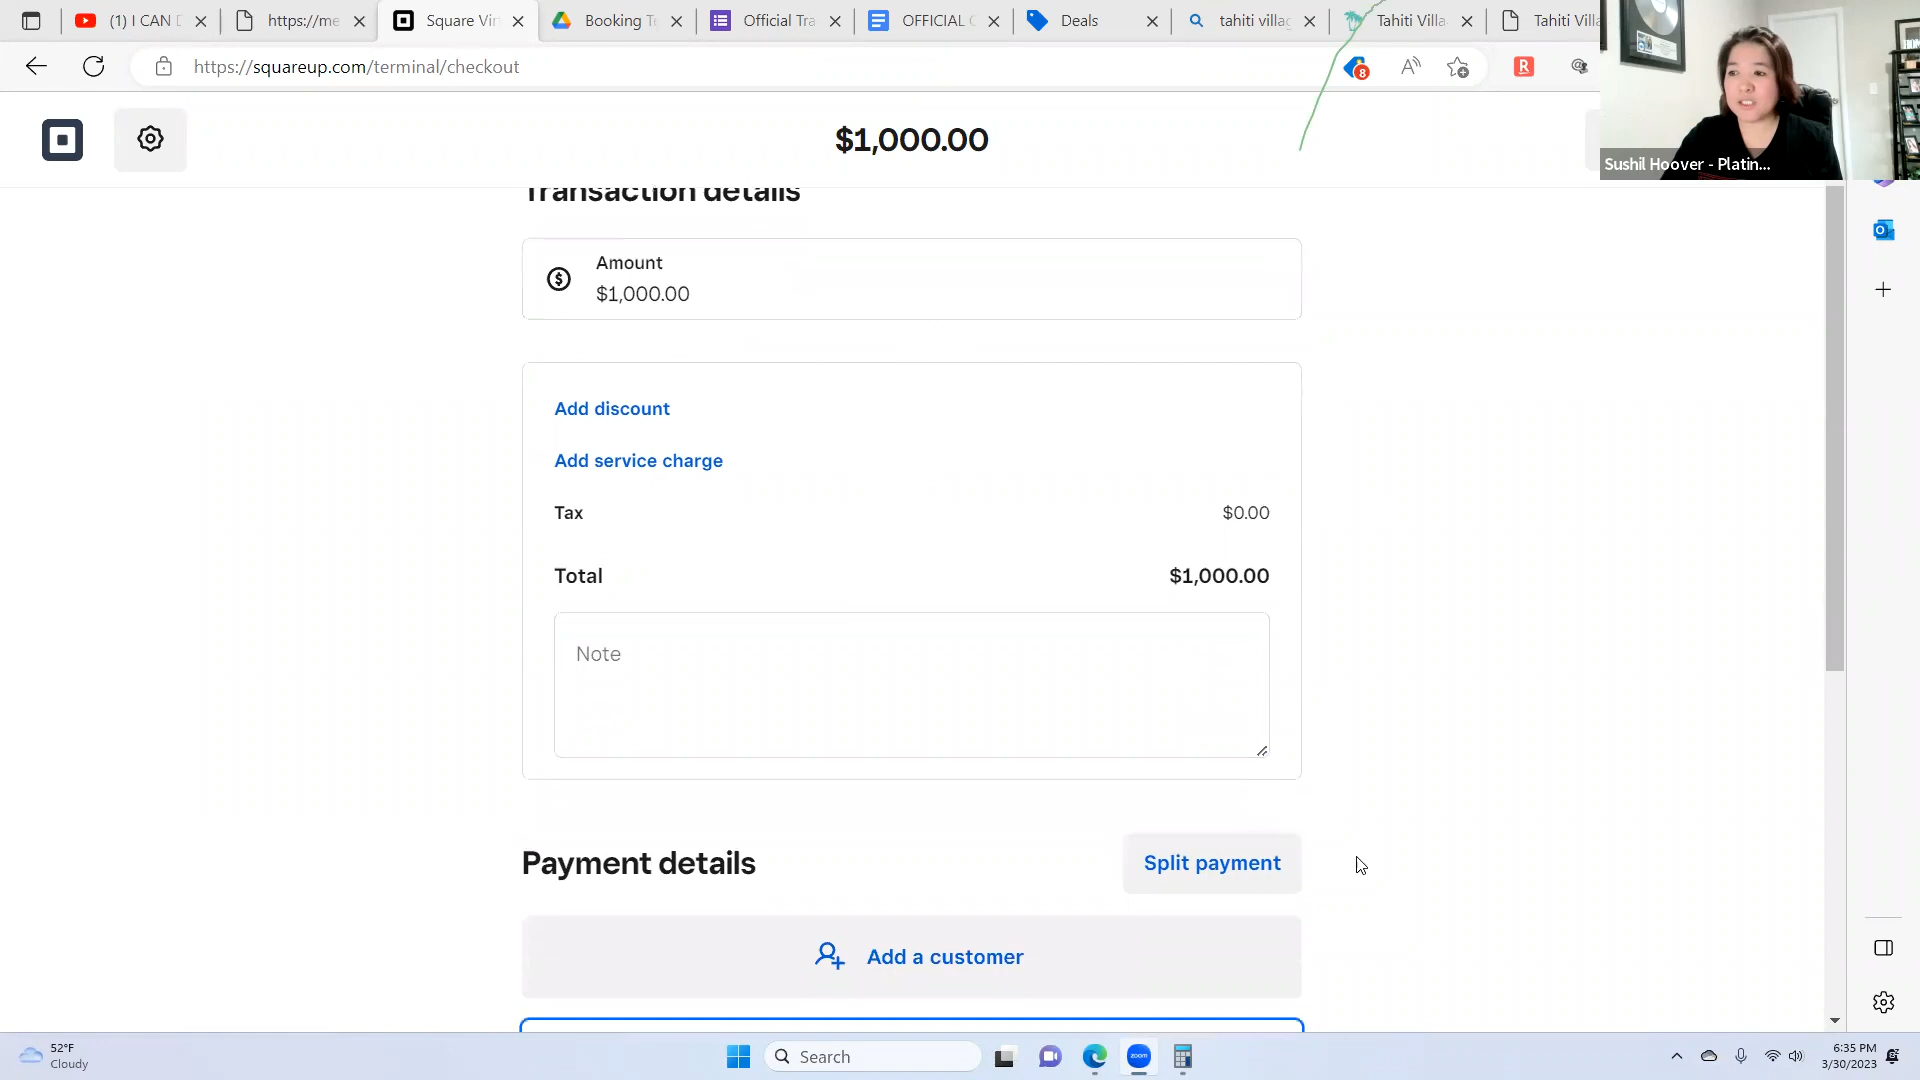 (1) I CAN D
https://me
Square Vir
Booking Tr
Official Tra
OFFICIAL C
Deals
tahiti villag
Tahiti Villa
Tahiti Villa
https://squareup.com/terminal/checkout
8
R
$1,000.00
Sushil Hoover - Platin...
Transaction details
Amount
$1,000.00
Add discount
Add service charge
Tax $0.00
Total $1,000.00
Note
Payment details
Split payment
Add a customer
52°F
Cloudy
Search
zoom
6:35 PM
3/30/2023